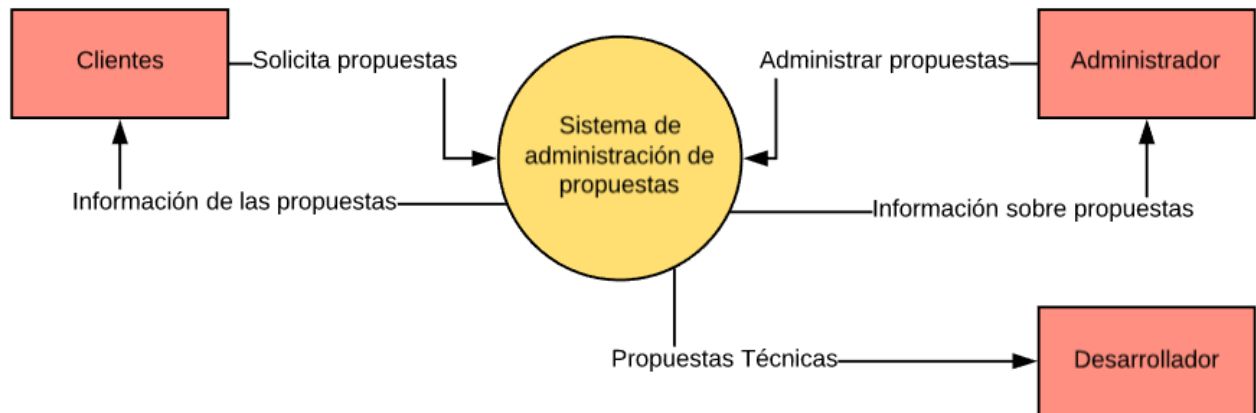 Clientes
Solicita propuestas
Administrar propuestas
Administrador
Sistema de
administración de
propuestas
Información de las propuestas
Información sobre propuestas
Propuestas Técnicas
Desarrollador